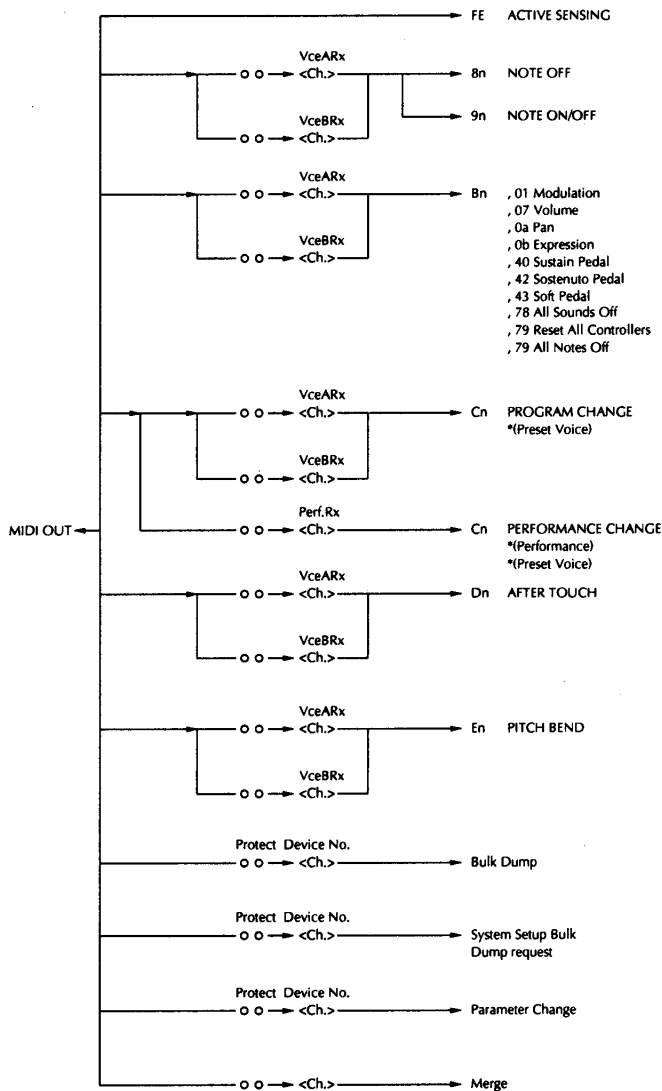 FE ACTIVE SENSING
VceARx
<Ch.> 8n NOTE OFF
VceBRx
<Ch.> 9n NOTE ON/OFF
VceARx
<Ch.> Bn , 01 Modulation
, 07 Volume
VceBRx
, 0a Pan
<Ch.> , 0b Expression
, 40 Sustain Pedal
, 42 Sostenuto Pedal
, 43 Soft Pedal
, 78 All Sounds Off
, 79 Reset All Controllers
, 79 All Notes Off
VceARx
<Ch.> Cn PROGRAM CHANGE
*(Preset Voice)
VceBRx
<Ch.>
Perf.Rx
MIDI OUT <Ch.> Cn PERFORMANCE CHANGE
*(Performance)
*(Preset Voice)
VceARx
<Ch.> Dn AFTER TOUCH
VceBRx
<Ch.>
VceARx
<Ch.> En PITCH BEND
VceBRx
<Ch.>
Protect Device No.
<Ch.> Bulk Dump
Protect Device No.
<Ch.> System Setup Bulk
Dump request
Protect Device No.
<Ch.> Parameter Change
<Ch.> Merge